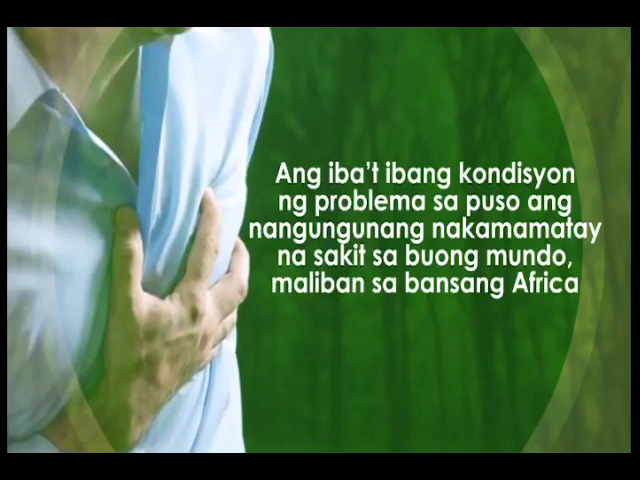 Ang iba't ibang kondisyon
ng problema sa puso ang
nangungunang nakamamatay
na sakit sa buong mundo,
maliban sa bansang Africa